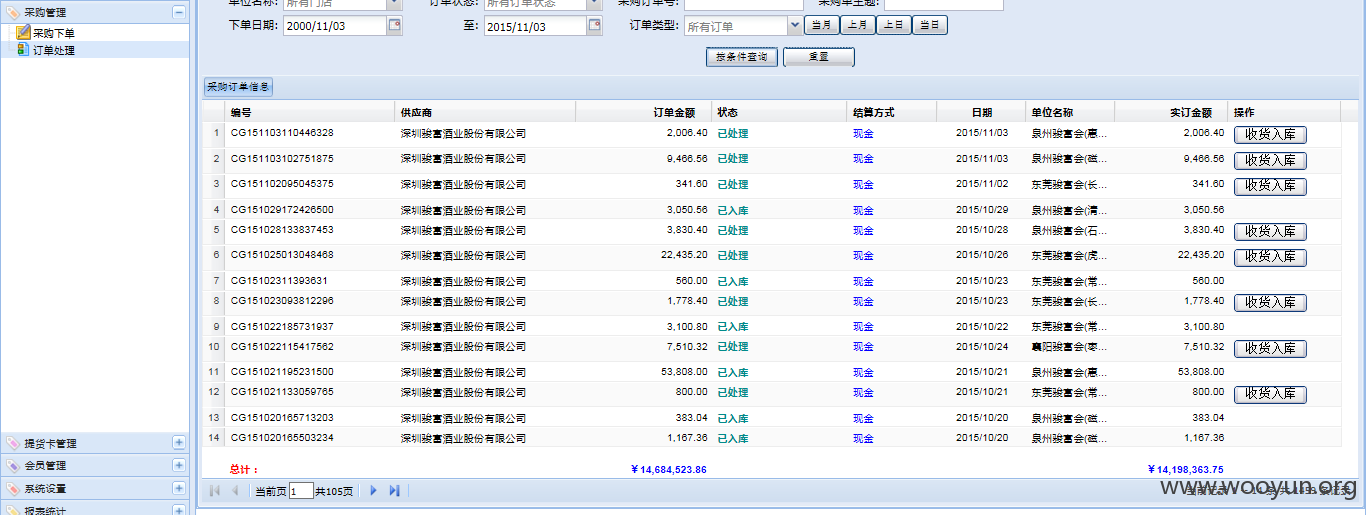 采购管理
采购下单
订单处理
提货卡管理
会员管理
系统设置
报表统计
单位名称: 所有门店 订单状态: 所有订单状态 采购订单号: 采购单主题:
下单日期: 2000/11/03 至: 2015/11/03 订单类型: 所有订单 当月 上月 上日 当日
按条件查询 重置
采购订单信息
编号 供应商 订单金额 状态 结算方式 日期 单位名称 实订金额 操作
1 CG151103110446328 深圳骏富酒业股份有限公司 2,006.40 已处理 现金 2015/11/03 泉州骏富会(惠... 2,006.40 收货入库
2 CG151103102751875 深圳骏富酒业股份有限公司 9,466.56 已处理 现金 2015/11/03 泉州骏富会(磁... 9,466.56 收货入库
3 CG151102095045375 深圳骏富酒业股份有限公司 341.60 已处理 现金 2015/11/02 东莞骏富会(长... 341.60 收货入库
4 CG151029172426500 深圳骏富酒业股份有限公司 3,050.56 已入库 现金 2015/10/29 泉州骏富会(清... 3,050.56
5 CG151028133837453 深圳骏富酒业股份有限公司 3,830.40 已处理 现金 2015/10/28 泉州骏富会(石... 3,830.40 收货入库
6 CG151025013048468 深圳骏富酒业股份有限公司 22,435.20 已处理 现金 2015/10/26 东莞骏富会(虎... 22,435.20 收货入库
7 CG15102311393631 深圳骏富酒业股份有限公司 560.00 已入库 现金 2015/10/23 东莞骏富会(常... 560.00
8 CG151023093812296 深圳骏富酒业股份有限公司 1,778.40 已处理 现金 2015/10/23 东莞骏富会(长... 1,778.40 收货入库
9 CG151022185731937 深圳骏富酒业股份有限公司 3,100.80 已入库 现金 2015/10/22 东莞骏富会(常... 3,100.80
10 CG151022115417562 深圳骏富酒业股份有限公司 7,510.32 已处理 现金 2015/10/24 襄阳骏富会(枣... 7,510.32 收货入库
11 CG151021195231500 深圳骏富酒业股份有限公司 53,808.00 已入库 现金 2015/10/21 泉州骏富会(惠... 53,808.00
12 CG151021133059765 深圳骏富酒业股份有限公司 800.00 已处理 现金 2015/10/21 东莞骏富会(常... 800.00 收货入库
13 CG151020165713203 深圳骏富酒业股份有限公司 383.04 已入库 现金 2015/10/20 泉州骏富会(磁... 383.04
14 CG151020165503234 深圳骏富酒业股份有限公司 1,167.36 已入库 现金 2015/10/20 泉州骏富会(磁... 1,167.36
总计： ￥14,684,523.86 ￥14,198,363.75
当前页 1 共105页
www.wooyun.org